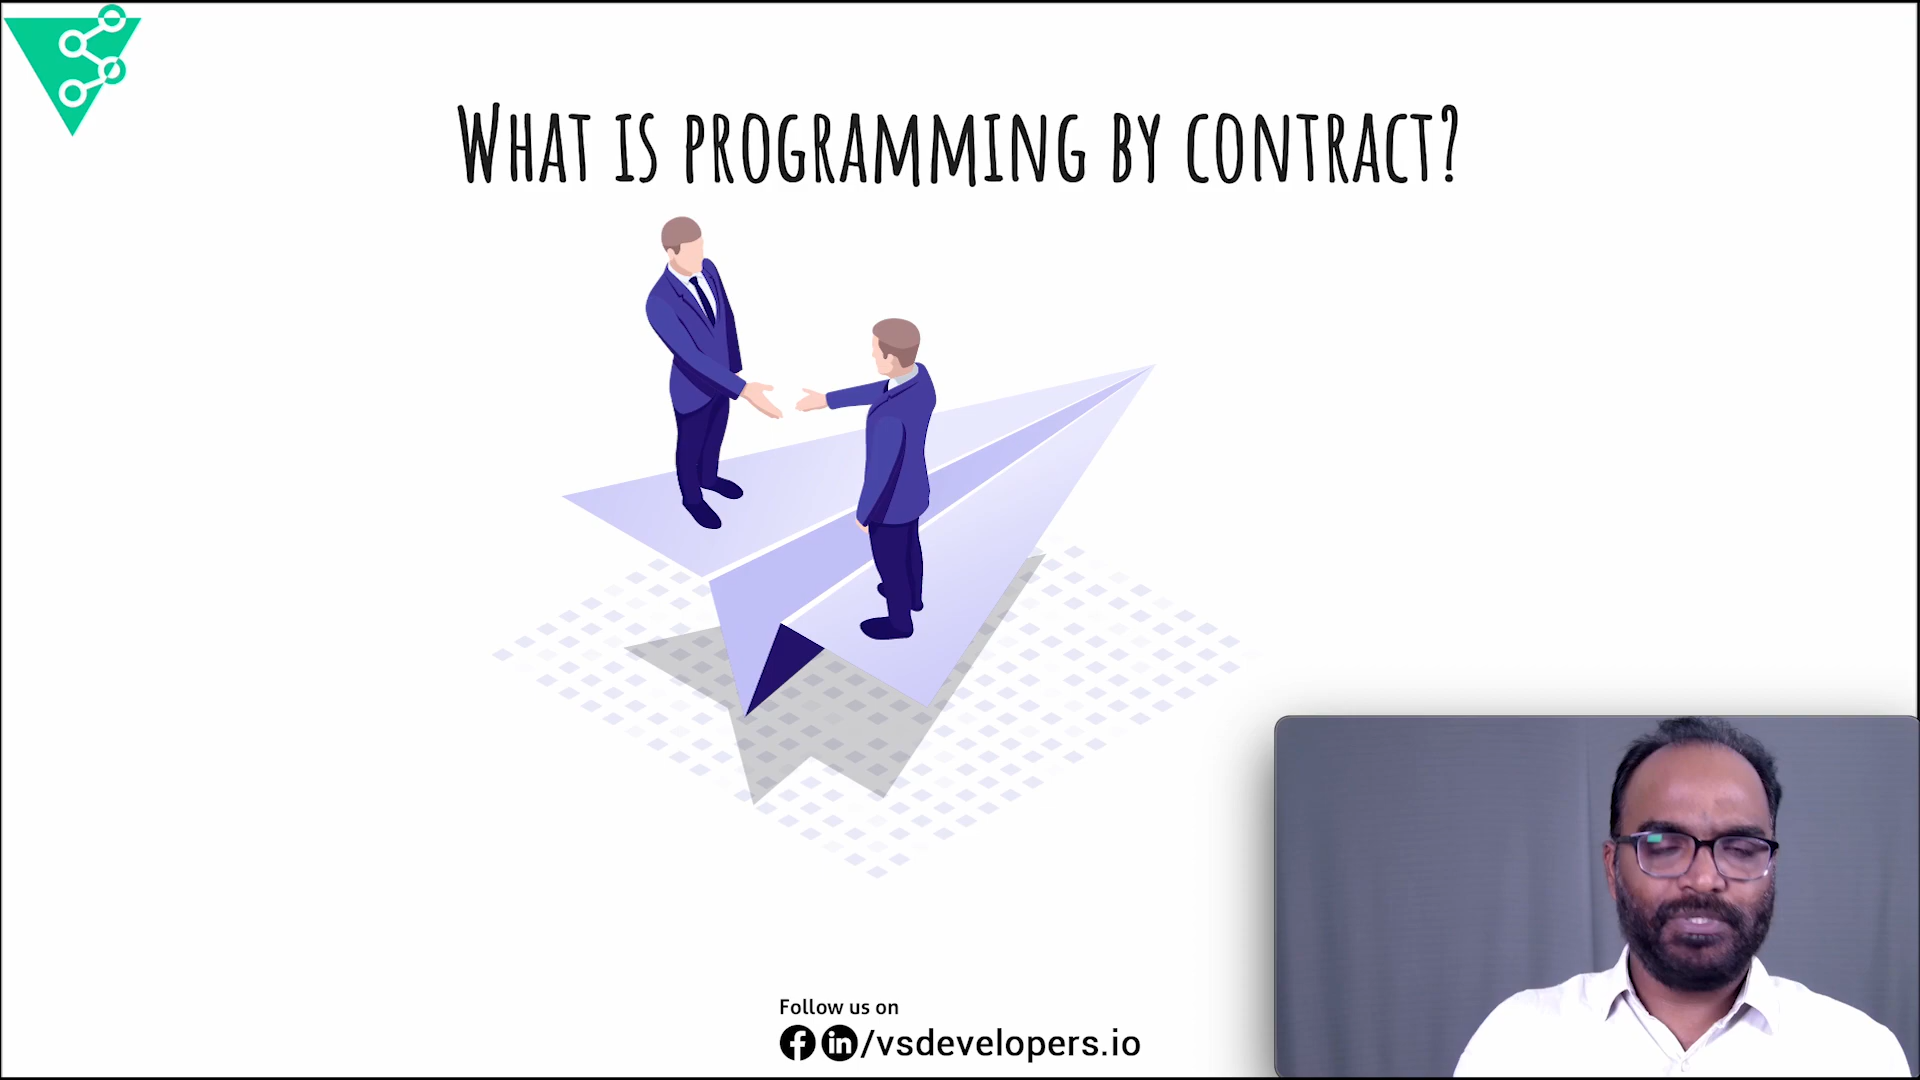 What is programming by contract?
Follow us on
/vsdevelopers.io